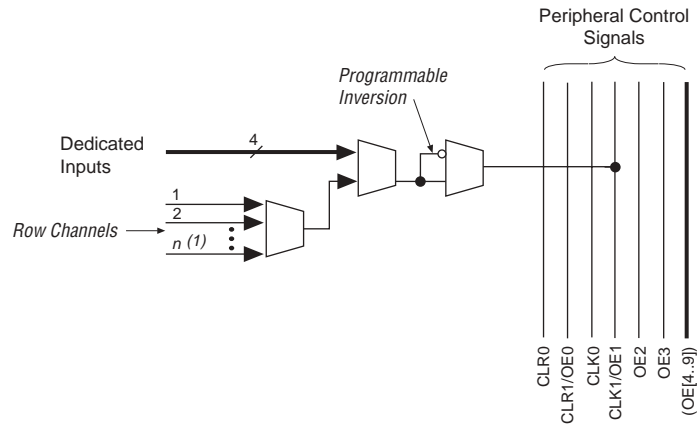 Peripheral Control
Signals
Programmable
Inversion
Dedicated
Inputs
4
1
2
Row Channels
n (1)
CLR0
CLR1/OE0
CLK0
CLK1/OE1
OE2
OE3
(OE[4..9])